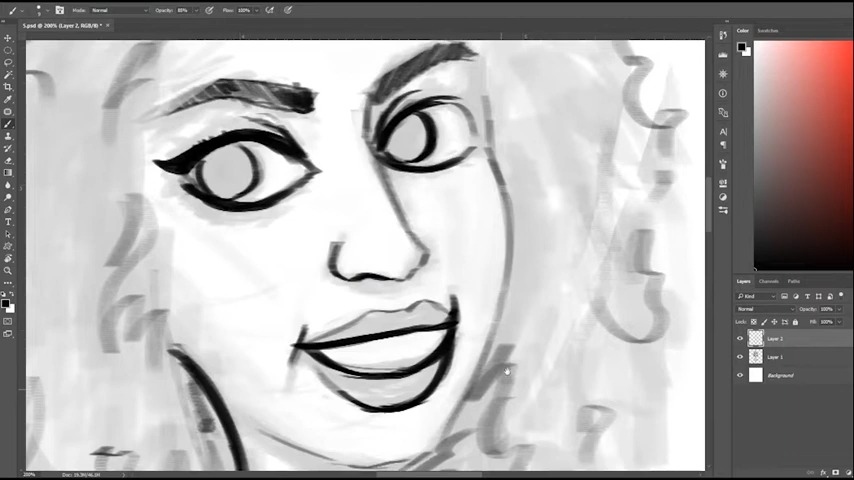 Mode: Normal Opacity: 80% Flow: 100%
5.psd @ 200% (Layer 2, RGB/8) *
Color Swatches
Layers Channels Paths
Kind
Normal Opacity: 100%
Lock: Fill: 100%
Layer 2
Layer 1
Background
200%